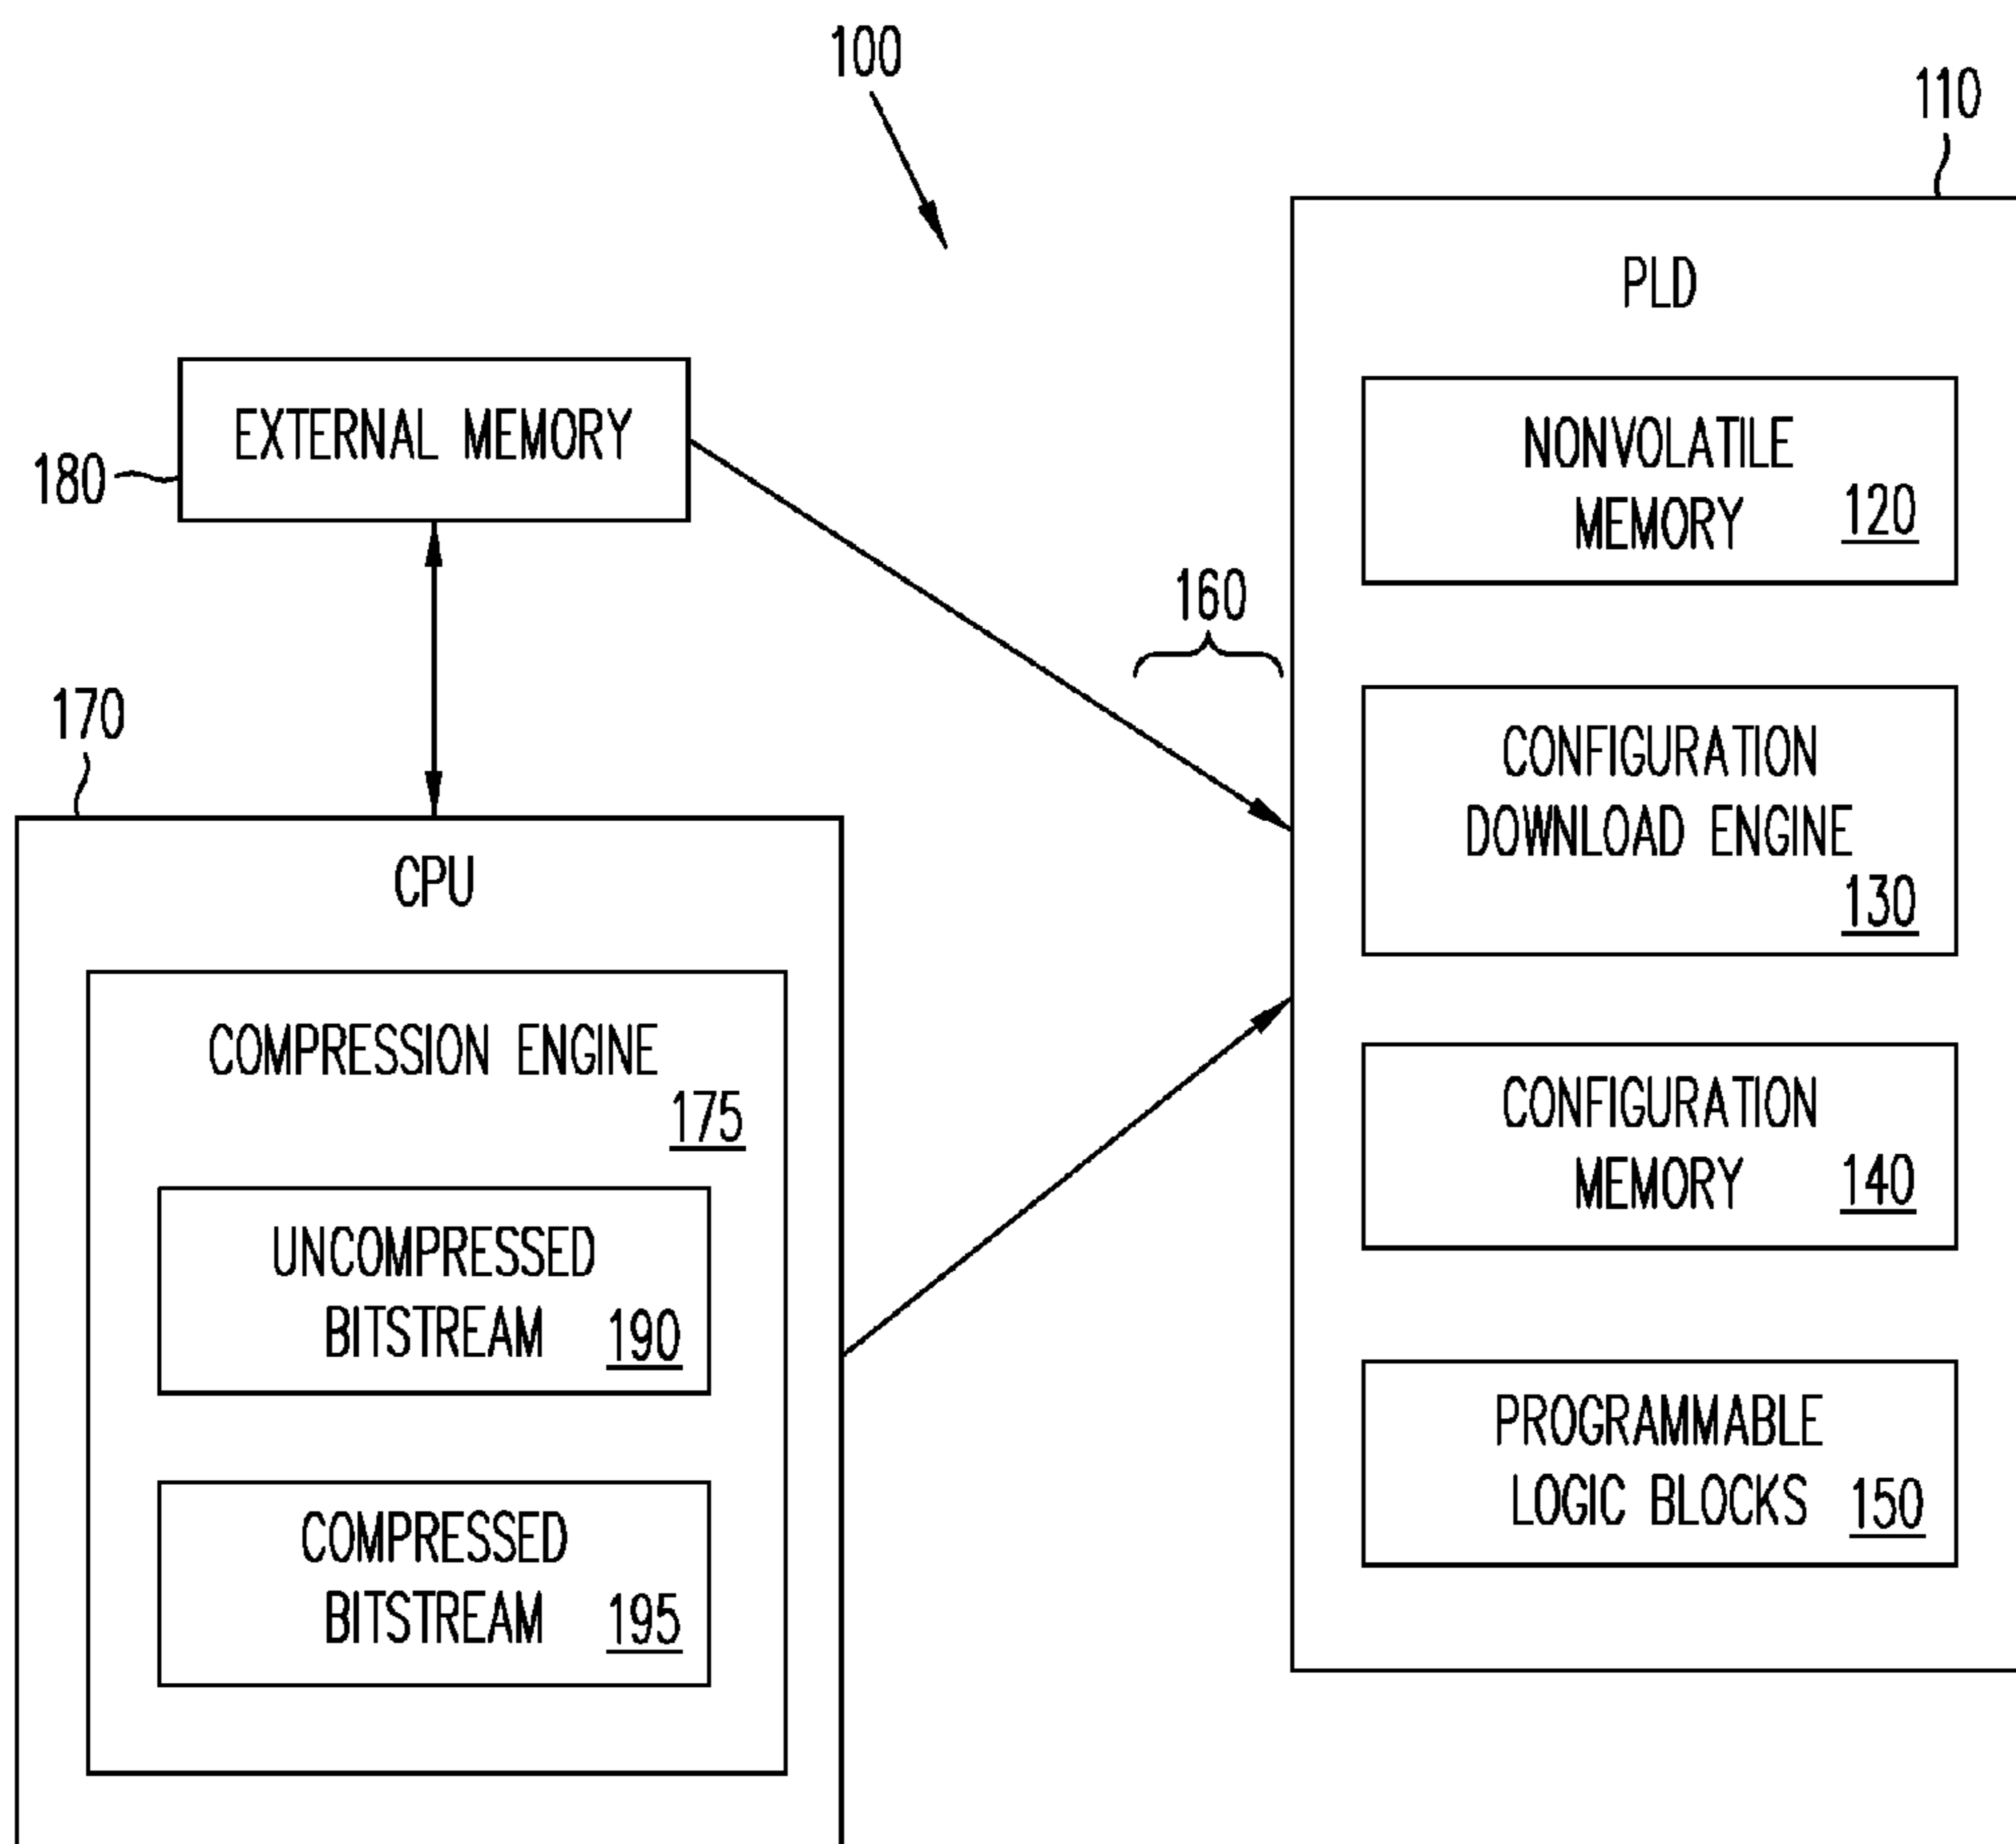 100
110
PLD
EXTERNAL MEMORY
180
NONVOLATILE
MEMORY 120
160
170
CONFIGURATION
DOWNLOAD ENGINE
130
CPU
COMPRESSION ENGINE
175
CONFIGURATION
MEMORY 140
UNCOMPRESSED
BITSTREAM 190
PROGRAMMABLE
LOGIC BLOCKS 150
COMPRESSED
BITSTREAM 195